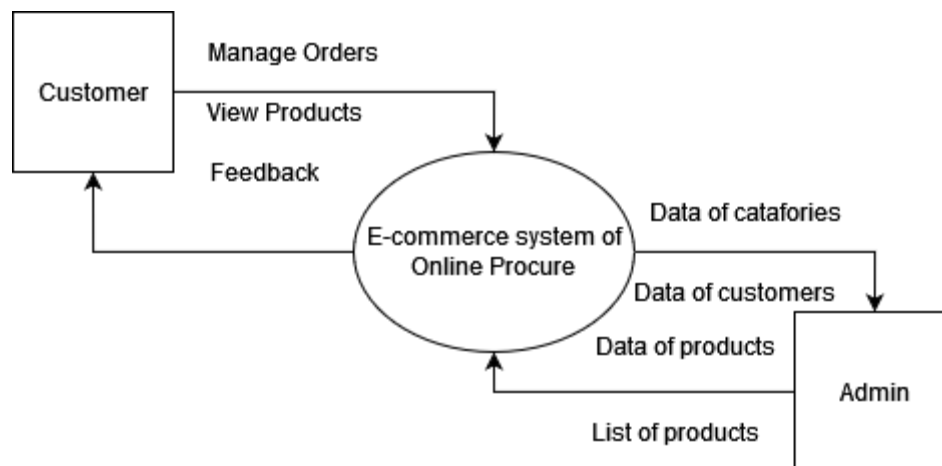 Manage Orders
Customer
View Products
Feedback
E-commerce system of
Online Procure
Data of catafories
Data of customers
Data of products
Admin
List of products